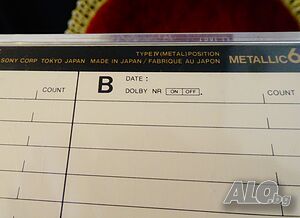 TYPE IV (METAL) POSITION
SONY CORP TOKYO JAPAN MADE IN JAPAN / FABRIQUE AU JAPON METALLIC 6
COUNT B DATE : COUNT
DOLBY NR ON OFF
ALO.bg